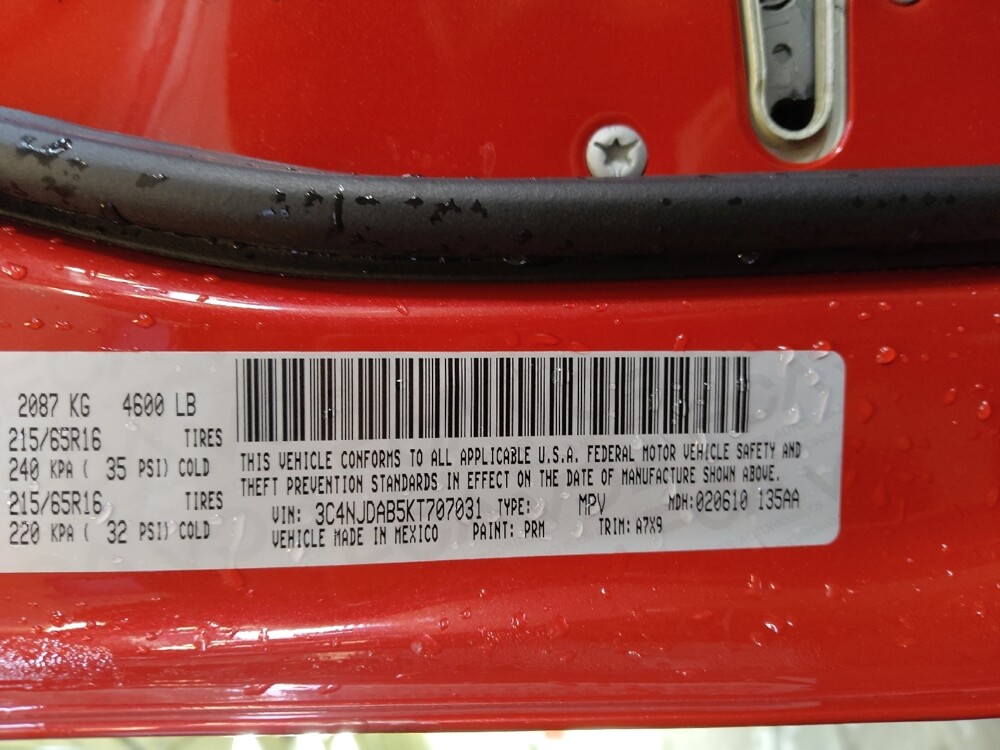 2087 KG 4600 LB
215/65R16 TIRES
240 KPA ( 35 PSI) COLD
215/65R16 TIRES
220 KPA ( 32 PSI) COLD
THIS VEHICLE CONFORMS TO ALL APPLICABLE U.S.A. FEDERAL MOTOR VEHICLE SAFETY AND
THEFT PREVENTION STANDARDS IN EFFECT ON THE DATE OF MANUFACTURE SHOWN ABOVE.
VIN: 3C4NJDAB5KT707031 TYPE: MPV MDH:020610 135AA
VEHICLE MADE IN MEXICO PAINT: PRM TRIM: A7X9